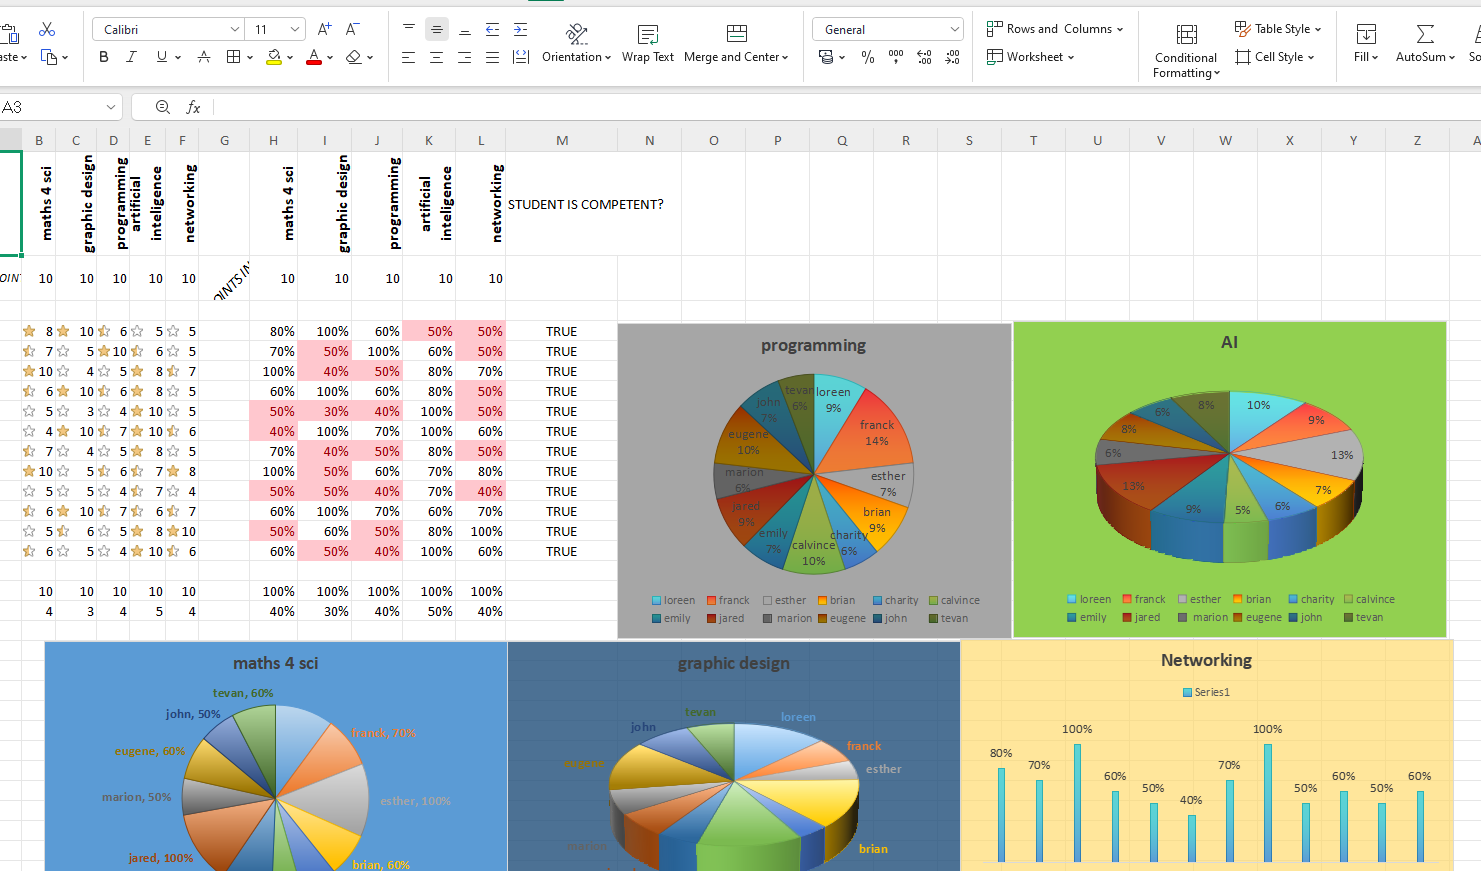 Calibri 11 A+ A- General Rows and Columns Table Style
aste B I U A A Orientation Wrap Text Merge and Center % Worksheet Conditional Formatting Cell Style Fill AutoSum So
A3 fx
B C D E F G H I J K L M N O P Q R S T U V W X Y Z A
maths 4 sci graphic design programming artificial inteligence networking maths 4 sci graphic design programming artificial inteligence networking STUDENT IS COMPETENT?
OIN 10 10 10 10 10 OINTS IN 10 10 10 10 10
8 10 6 5 5 80% 100% 60% 50% 50% TRUE
7 5 10 6 5 70% 50% 100% 60% 50% TRUE
10 4 5 8 7 100% 40% 50% 80% 70% TRUE
6 10 6 8 5 60% 100% 60% 80% 50% TRUE
5 3 4 10 5 50% 30% 40% 100% 50% TRUE
4 10 7 10 6 40% 100% 70% 100% 60% TRUE
7 4 5 8 5 70% 40% 50% 80% 50% TRUE
10 5 6 7 8 100% 50% 60% 70% 80% TRUE
5 5 4 7 4 50% 50% 40% 70% 40% TRUE
6 10 7 6 7 60% 100% 70% 60% 70% TRUE
5 6 5 8 10 50% 60% 50% 80% 100% TRUE
6 5 4 10 6 60% 50% 40% 100% 60% TRUE
10 10 10 10 10 100% 100% 100% 100% 100%
4 3 4 5 4 40% 30% 40% 50% 40%
programming
loreen 9%
franck 14%
esther 7%
brian 9%
charity 6%
calvince 10%
emily 7%
jared 9%
marion 6%
eugene 10%
john 7%
tevan 6%
loreen franck esther brian charity calvince
emily jared marion eugene john tevan
AI
10%
9%
13%
7%
6%
5%
9%
13%
6%
8%
6%
8%
loreen franck esther brian charity calvince
emily jared marion eugene john tevan
maths 4 sci
tevan, 60%
john, 50%
franck, 70%
eugene, 60%
marion, 50%
esther, 100%
jared, 100%
brian, 60%
graphic design
tevan
loreen
john
franck
eugene
esther
marion
brian
Networking
Series1
80% 70% 100% 60% 50% 40% 70% 100% 50% 60% 50% 60%